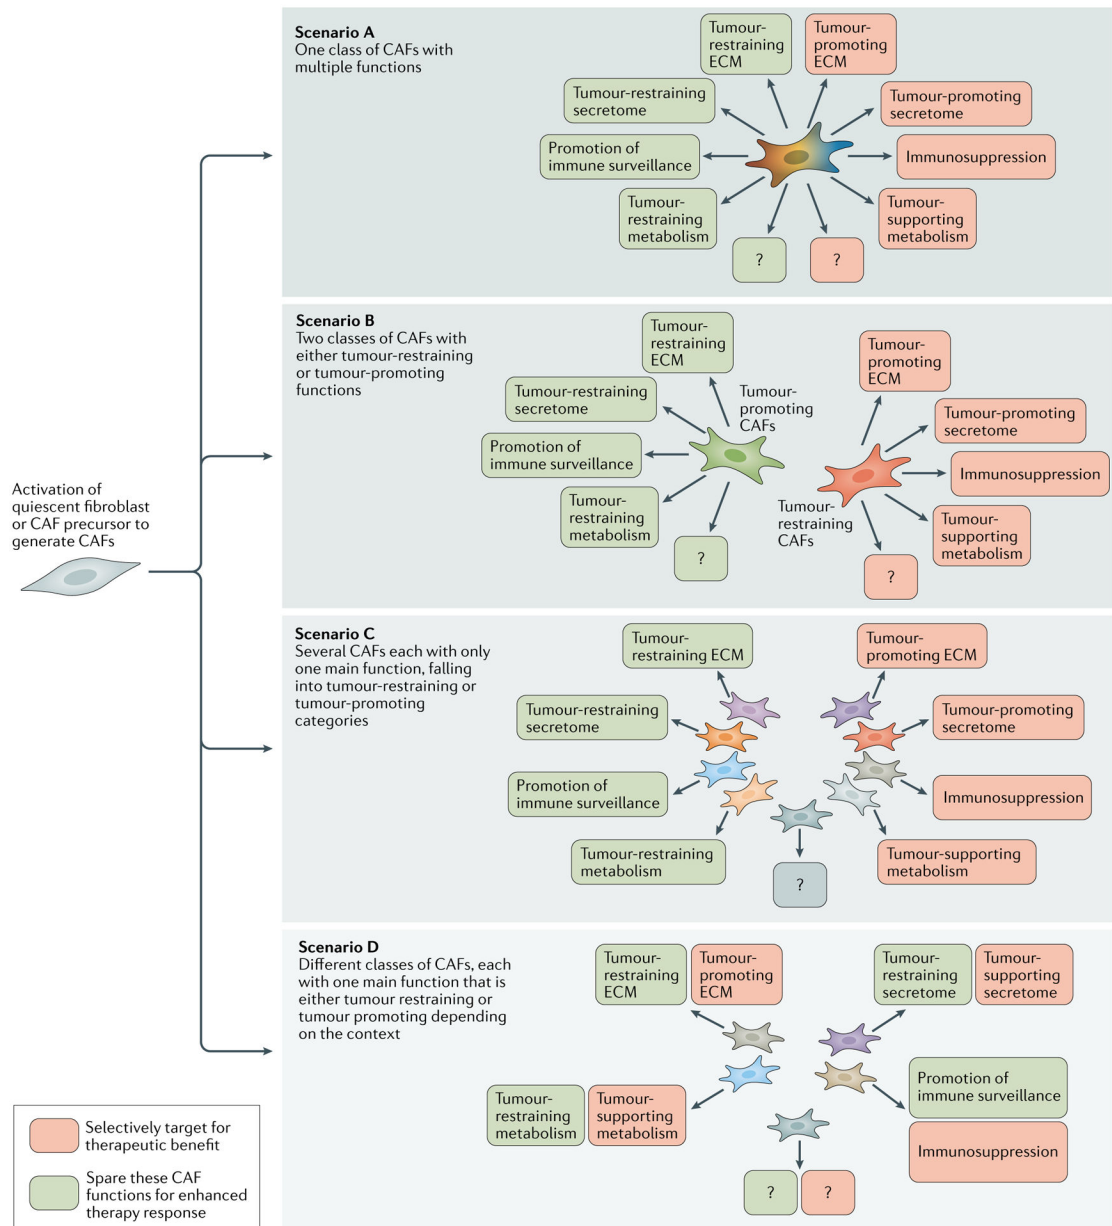 Scenario A
One class of CAFs with
multiple functions
Tumour-
restraining
ECM
Tumour-
promoting
ECM
Tumour-restraining
secretome
Tumour-promoting
secretome
Promotion of
immune surveillance
Immunosuppression
Tumour-
restraining
metabolism
Tumour-
supporting
metabolism
?
?
Scenario B
Two classes of CAFs with
either tumour-restraining
or tumour-promoting
functions
Tumour-
restraining
ECM
Tumour-restraining
secretome
Promotion of
immune surveillance
Tumour-
restraining
metabolism
?
Tumour-
promoting
CAFs
Tumour-
promoting
ECM
Tumour-promoting
secretome
Immunosuppression
Tumour-
supporting
metabolism
?
Tumour-
restraining
CAFs
Activation of
quiescent fibroblast
or CAF precursor to
generate CAFs
Scenario C
Several CAFs each with only
one main function, falling
into tumour-restraining or
tumour-promoting
categories
Tumour-
restraining ECM
Tumour-
promoting ECM
Tumour-restraining
secretome
Tumour-promoting
secretome
Promotion of
immune surveillance
Immunosuppression
Tumour-restraining
metabolism
Tumour-supporting
metabolism
?
Scenario D
Different classes of CAFs, each
with one main function that is
either tumour restraining or
tumour promoting depending
on the context
Tumour-
restraining
ECM
Tumour-
promoting
ECM
Tumour-
restraining
secretome
Tumour-
supporting
secretome
Tumour-
restraining
metabolism
Tumour-
supporting
metabolism
Promotion of
immune surveillance
Immunosuppression
?
?
Selectively target for
therapeutic benefit
Spare these CAF
functions for enhanced
therapy response